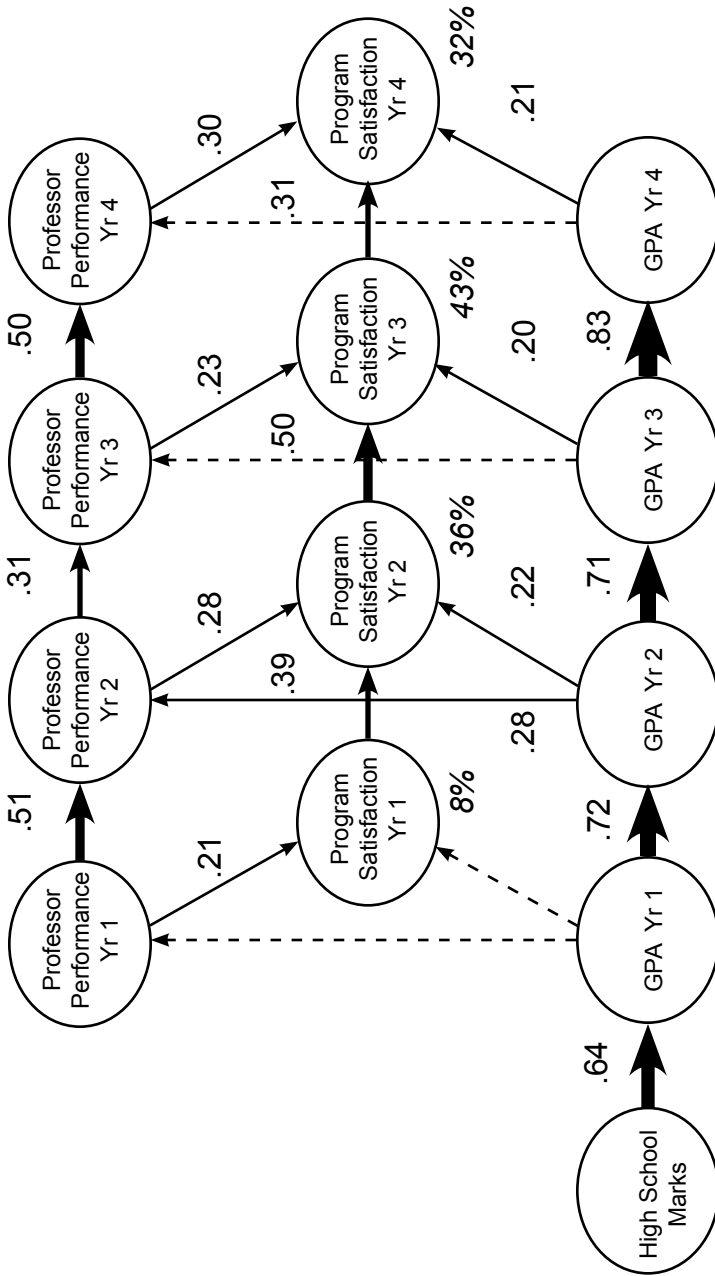 Professor
Performance
Yr 1
.51
Professor
Performance
Yr 2
.31
Professor
Performance
Yr 3
.50
Professor
Performance
Yr 4
.21
.28
.23
.30
Program
Satisfaction
Yr 1
8%
.39
Program
Satisfaction
Yr 2
36%
.50
Program
Satisfaction
Yr 3
43%
.31
Program
Satisfaction
Yr 4
32%
.28
.22
.20
.21
High School
Marks
.64
GPA Yr 1
.72
GPA Yr 2
.71
GPA Yr 3
.83
GPA Yr 4